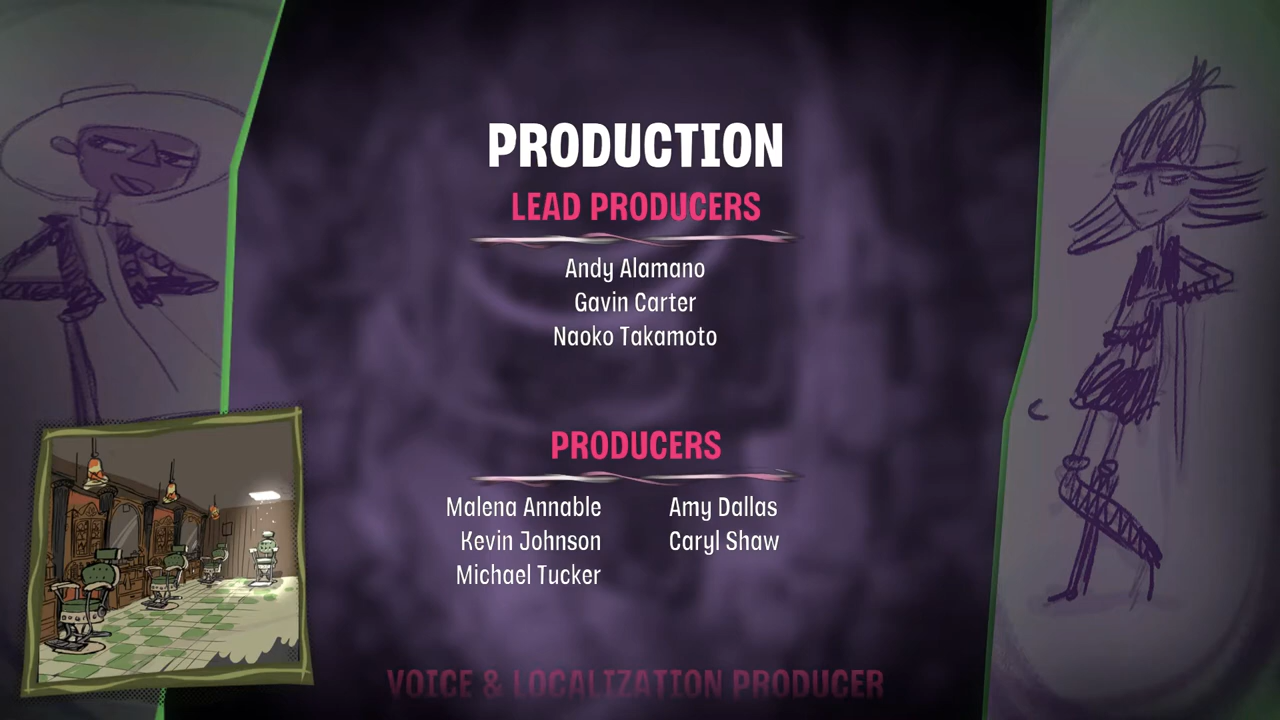 PRODUCTION
LEAD PRODUCERS
Andy Alamano
Gavin Carter
Naoko Takamoto
PRODUCERS
Malena Annable Amy Dallas
Kevin Johnson Caryl Shaw
Michael Tucker
VOICE & LOCALIZATION PRODUCER